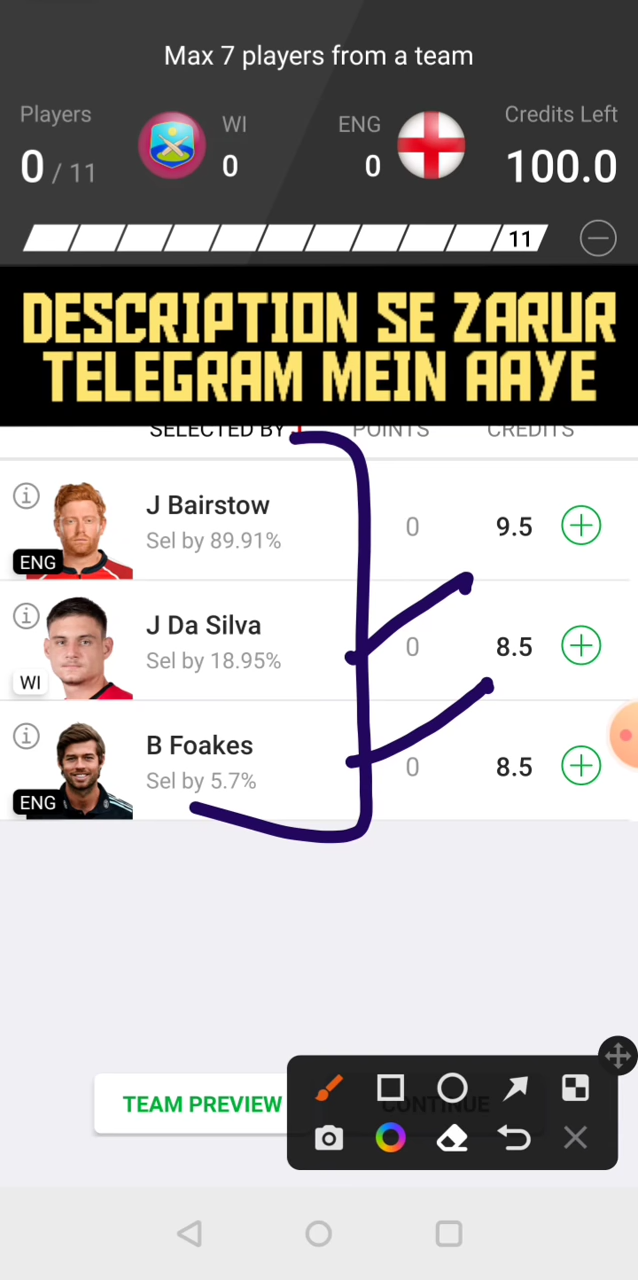 Max 7 players from a team
Players WI ENG Credits Left
0 / 11 0 0 100.0
11
DESCRIPTION SE ZARUR
TELEGRAM MEIN AAYE
SELECTED BY POINTS CREDITS
J Bairstow
Sel by 89.91% 0 9.5
ENG
J Da Silva
Sel by 18.95% 0 8.5
WI
B Foakes
Sel by 5.7% 0 8.5
ENG
TEAM PREVIEW CONTINUE